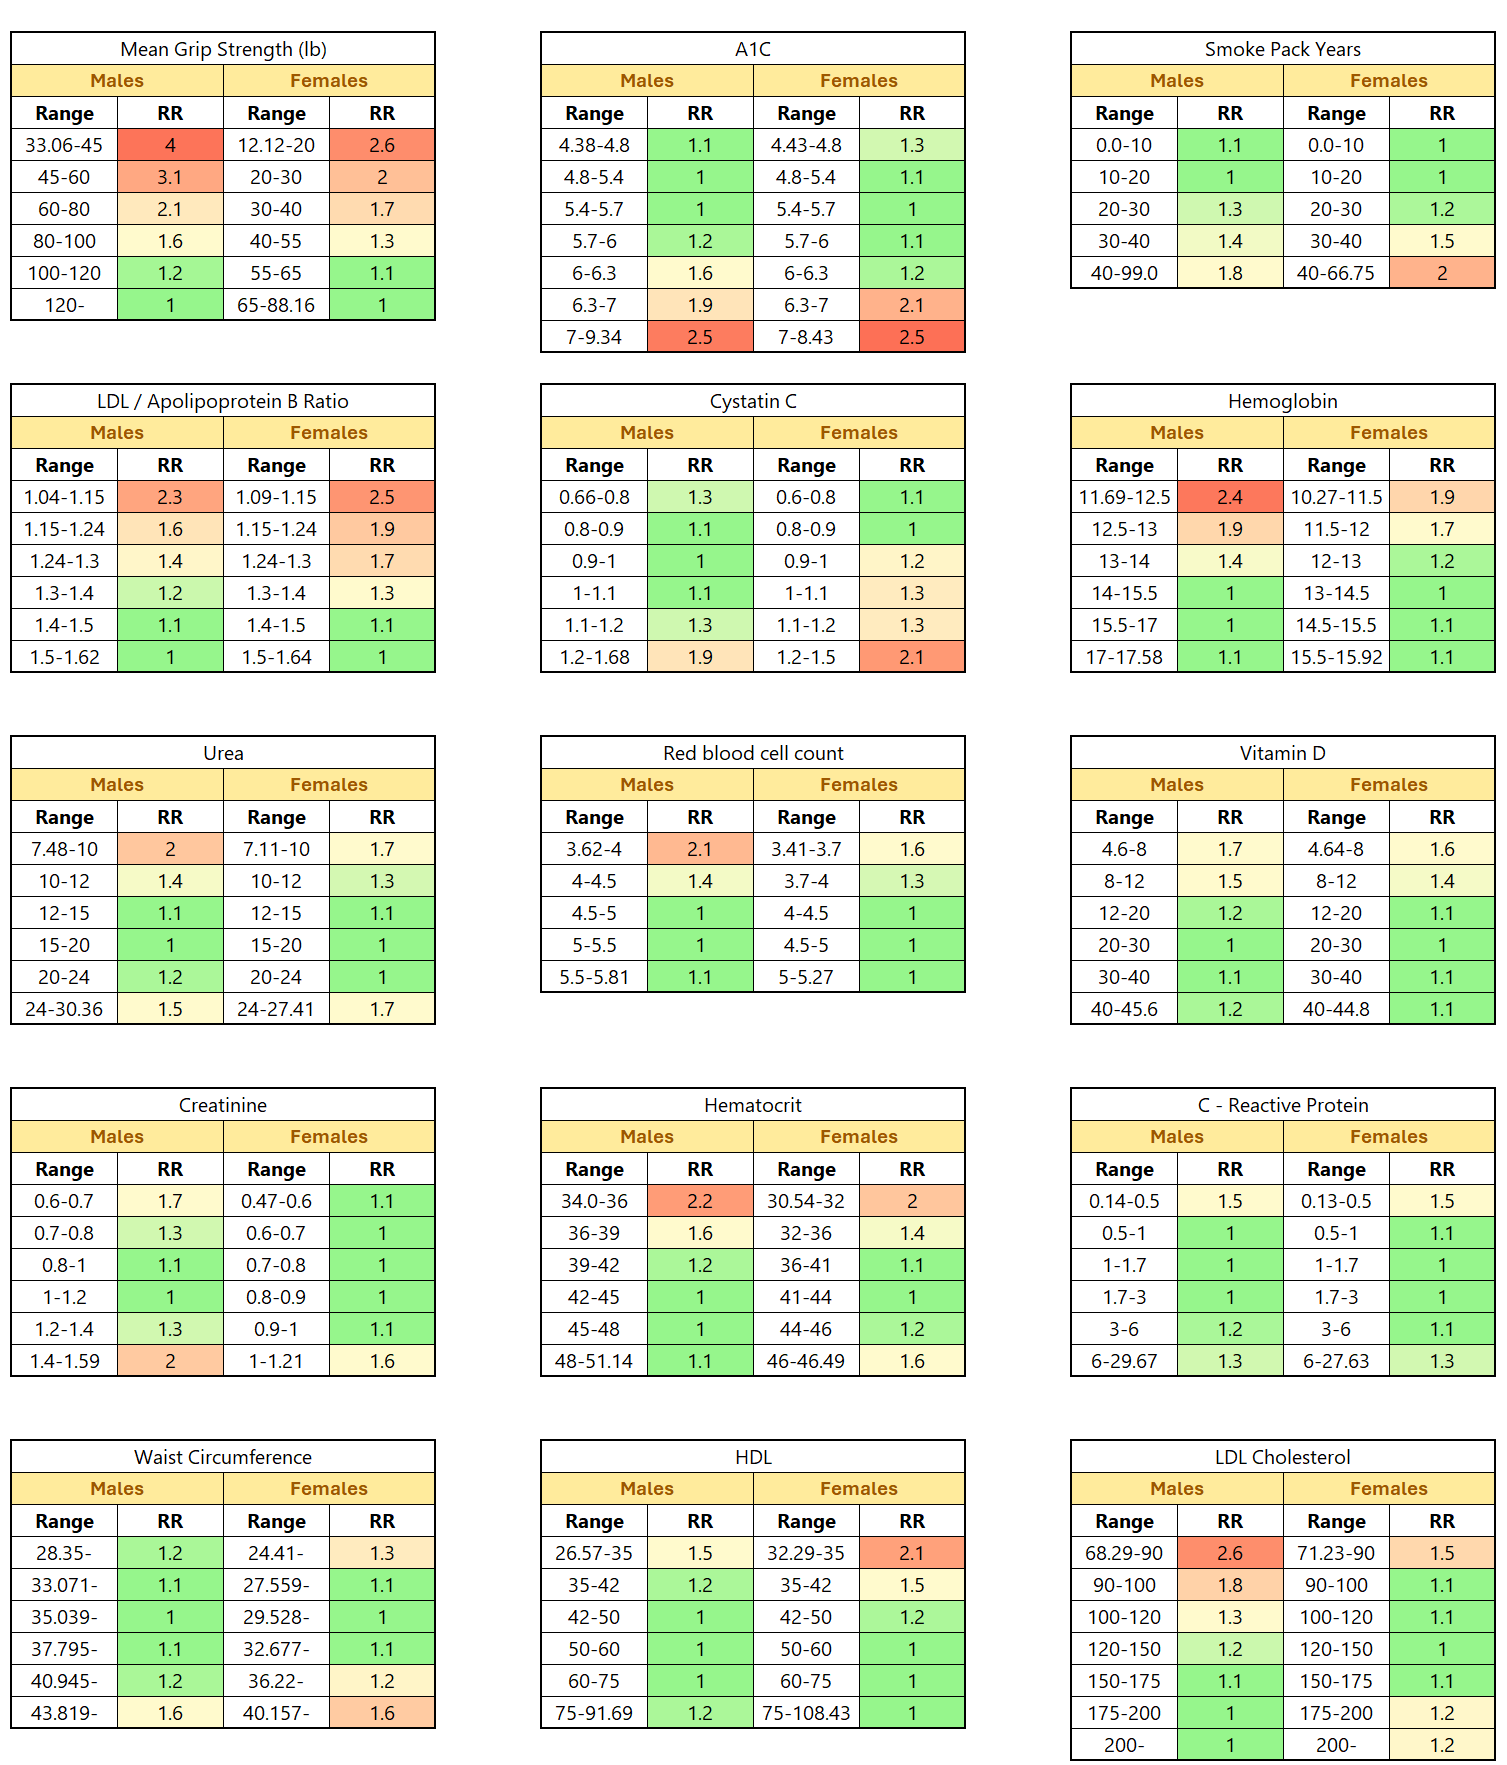 Mean Grip Strength (lb)
Males Females
Range RR Range RR
33.06-45 4 12.12-20 2.6
45-60 3.1 20-30 2
60-80 2.1 30-40 1.7
80-100 1.6 40-55 1.3
100-120 1.2 55-65 1.1
120- 1 65-88.16 1
A1C
Males Females
Range RR Range RR
4.38-4.8 1.1 4.43-4.8 1.3
4.8-5.4 1 4.8-5.4 1.1
5.4-5.7 1 5.4-5.7 1
5.7-6 1.2 5.7-6 1.1
6-6.3 1.6 6-6.3 1.2
6.3-7 1.9 6.3-7 2.1
7-9.34 2.5 7-8.43 2.5
Smoke Pack Years
Males Females
Range RR Range RR
0.0-10 1.1 0.0-10 1
10-20 1 10-20 1
20-30 1.3 20-30 1.2
30-40 1.4 30-40 1.5
40-99.0 1.8 40-66.75 2
LDL / Apolipoprotein B Ratio
Males Females
Range RR Range RR
1.04-1.15 2.3 1.09-1.15 2.5
1.15-1.24 1.6 1.15-1.24 1.9
1.24-1.3 1.4 1.24-1.3 1.7
1.3-1.4 1.2 1.3-1.4 1.3
1.4-1.5 1.1 1.4-1.5 1.1
1.5-1.62 1 1.5-1.64 1
Cystatin C
Males Females
Range RR Range RR
0.66-0.8 1.3 0.6-0.8 1.1
0.8-0.9 1.1 0.8-0.9 1
0.9-1 1 0.9-1 1.2
1-1.1 1.1 1-1.1 1.3
1.1-1.2 1.3 1.1-1.2 1.3
1.2-1.68 1.9 1.2-1.5 2.1
Hemoglobin
Males Females
Range RR Range RR
11.69-12.5 2.4 10.27-11.5 1.9
12.5-13 1.9 11.5-12 1.7
13-14 1.4 12-13 1.2
14-15.5 1 13-14.5 1
15.5-17 1 14.5-15.5 1.1
17-17.58 1.1 15.5-15.92 1.1
Urea
Males Females
Range RR Range RR
7.48-10 2 7.11-10 1.7
10-12 1.4 10-12 1.3
12-15 1.1 12-15 1.1
15-20 1 15-20 1
20-24 1.2 20-24 1
24-30.36 1.5 24-27.41 1.7
Red blood cell count
Males Females
Range RR Range RR
3.62-4 2.1 3.41-3.7 1.6
4-4.5 1.4 3.7-4 1.3
4.5-5 1 4-4.5 1
5-5.5 1 4.5-5 1
5.5-5.81 1.1 5-5.27 1
Vitamin D
Males Females
Range RR Range RR
4.6-8 1.7 4.64-8 1.6
8-12 1.5 8-12 1.4
12-20 1.2 12-20 1.1
20-30 1 20-30 1
30-40 1.1 30-40 1.1
40-45.6 1.2 40-44.8 1.1
Creatinine
Males Females
Range RR Range RR
0.6-0.7 1.7 0.47-0.6 1.1
0.7-0.8 1.3 0.6-0.7 1
0.8-1 1.1 0.7-0.8 1
1-1.2 1 0.8-0.9 1
1.2-1.4 1.3 0.9-1 1.1
1.4-1.59 2 1-1.21 1.6
Hematocrit
Males Females
Range RR Range RR
34.0-36 2.2 30.54-32 2
36-39 1.6 32-36 1.4
39-42 1.2 36-41 1.1
42-45 1 41-44 1
45-48 1 44-46 1.2
48-51.14 1.1 46-46.49 1.6
C - Reactive Protein
Males Females
Range RR Range RR
0.14-0.5 1.5 0.13-0.5 1.5
0.5-1 1 0.5-1 1.1
1-1.7 1 1-1.7 1
1.7-3 1 1.7-3 1
3-6 1.2 3-6 1.1
6-29.67 1.3 6-27.63 1.3
Waist Circumference
Males Females
Range RR Range RR
28.35- 1.2 24.41- 1.3
33.071- 1.1 27.559- 1.1
35.039- 1 29.528- 1
37.795- 1.1 32.677- 1.1
40.945- 1.2 36.22- 1.2
43.819- 1.6 40.157- 1.6
HDL
Males Females
Range RR Range RR
26.57-35 1.5 32.29-35 2.1
35-42 1.2 35-42 1.5
42-50 1 42-50 1.2
50-60 1 50-60 1
60-75 1 60-75 1
75-91.69 1.2 75-108.43 1
LDL Cholesterol
Males Females
Range RR Range RR
68.29-90 2.6 71.23-90 1.5
90-100 1.8 90-100 1.1
100-120 1.3 100-120 1.1
120-150 1.2 120-150 1
150-175 1.1 150-175 1.1
175-200 1 175-200 1.2
200- 1 200- 1.2